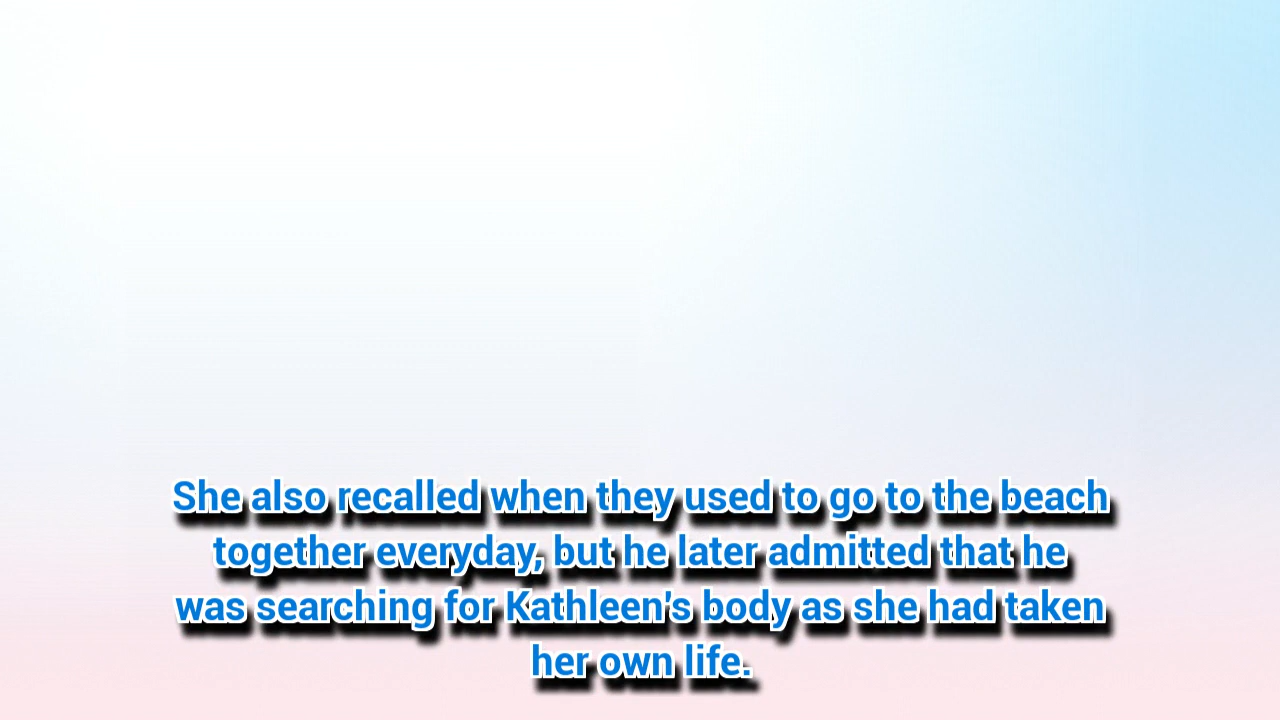 She also recalled when they used to go to the beach
together everyday, but he later admitted that he
was searching for Kathleen's body as she had taken
her own life.